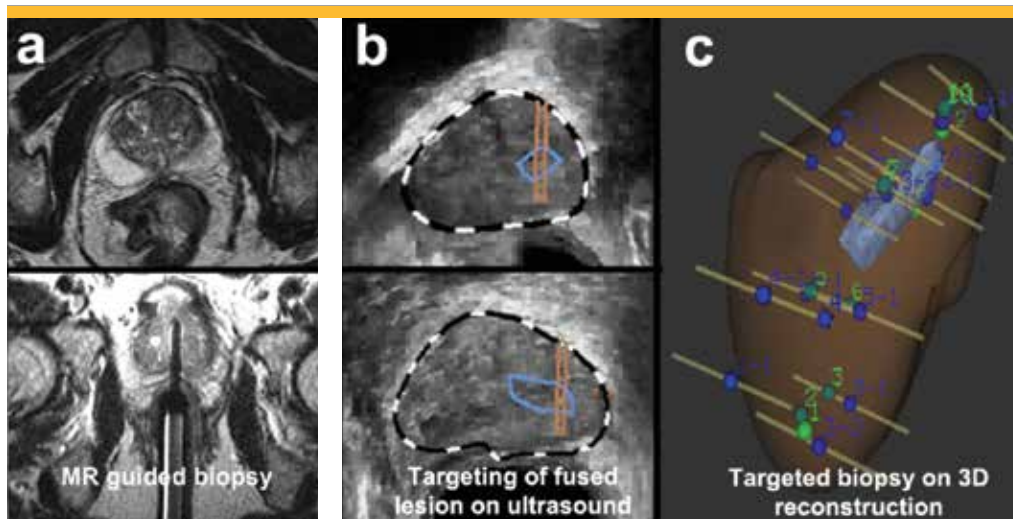 a
b
c
MR guided biopsy
Targeting of fused
lesion on ultrasound
Targeted biopsy on 3D
reconstruction